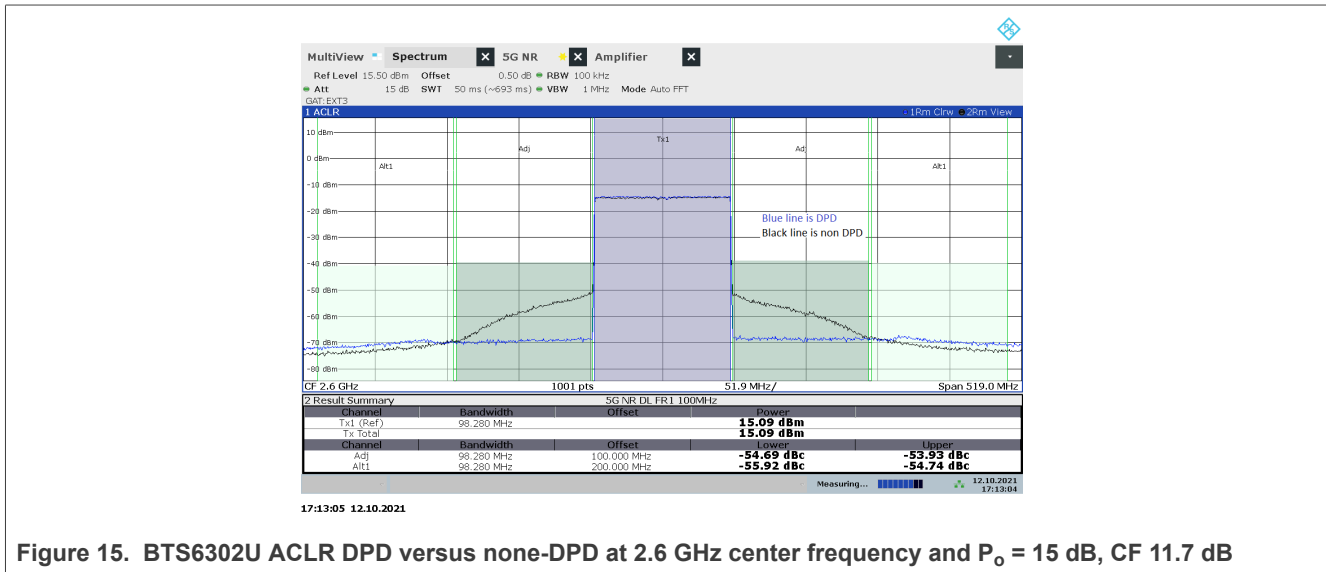 R S
MultiView Spectrum X 5G NR X Amplifier X
Ref Level 15.50 dBm Offset 0.50 dB RBW 100 kHz
Att 15 dB SWT 50 ms (~693 ms) VBW 1 MHz Mode Auto FFT
GAT:EXT3
1 ACLR 1Rm Clrw 2Rm View
10 dBm
Adj Tx1 Adj
0 dBm
Alt1 Alt1
-10 dBm
-20 dBm
Blue line is DPD
Black line is non DPD
-30 dBm
-40 dBm
-50 dBm
-60 dBm
-70 dBm
-80 dBm
CF 2.6 GHz 1001 pts 51.9 MHz/ Span 519.0 MHz
2 Result Summary 5G NR DL FR1 100MHz
Channel Bandwidth Offset Power
Tx1 (Ref) 98.280 MHz 15.09 dBm
Tx Total 15.09 dBm
Channel Bandwidth Offset Lower Upper
Adj 98.280 MHz 100.000 MHz -54.69 dBc -53.93 dBc
Alt1 98.280 MHz 200.000 MHz -55.92 dBc -54.74 dBc
Measuring... 12.10.2021
17:13:04
17:13:05 12.10.2021
Figure 15. BTS6302U ACLR DPD versus none-DPD at 2.6 GHz center frequency and Po = 15 dB, CF 11.7 dB